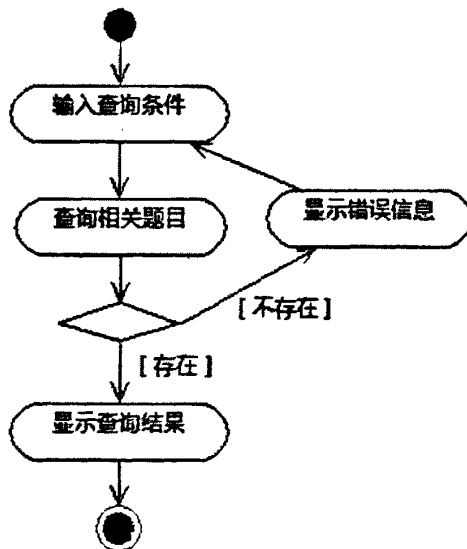 输入查询条件
查询相关题目
显示错误信息
[ 不存在 ]
[ 存在 ]
显示查询结果